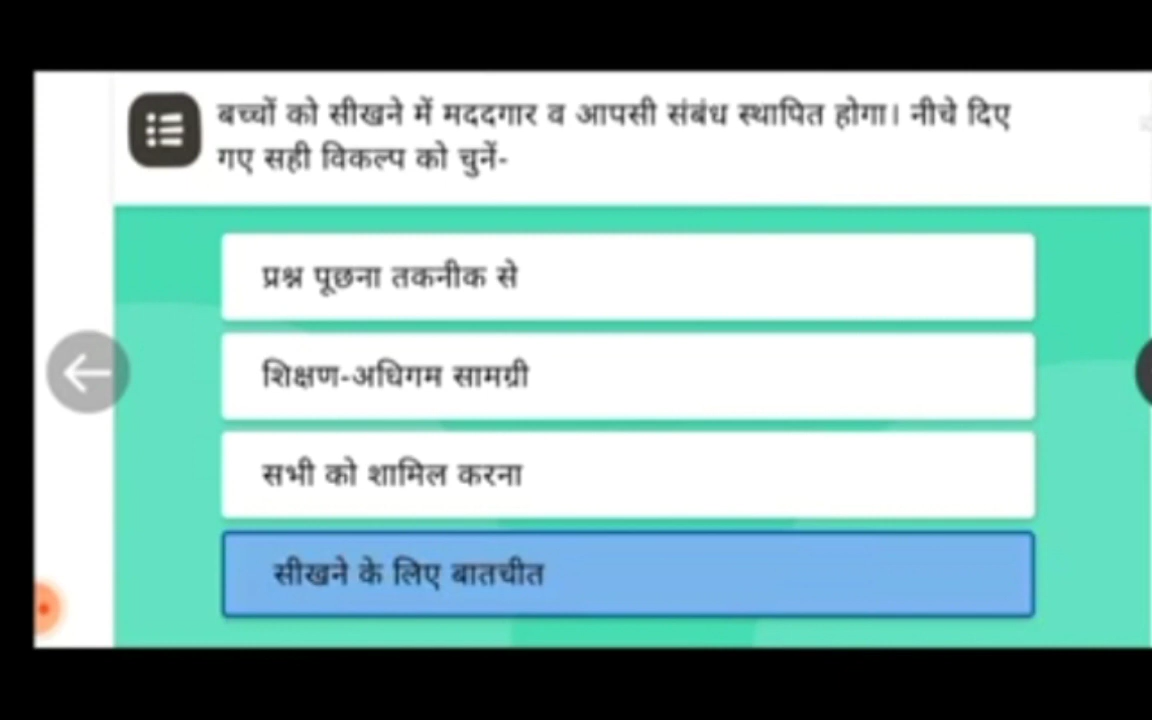 बच्चों को सीखने में मददगार व आपसी संबंध स्थापित होगा। नीचे दिए
गए सही विकल्प को चुनें-
प्रश्न पूछना तकनीक से
शिक्षण-अधिगम सामग्री
सभी को शामिल करना
सीखने के लिए बातचीत